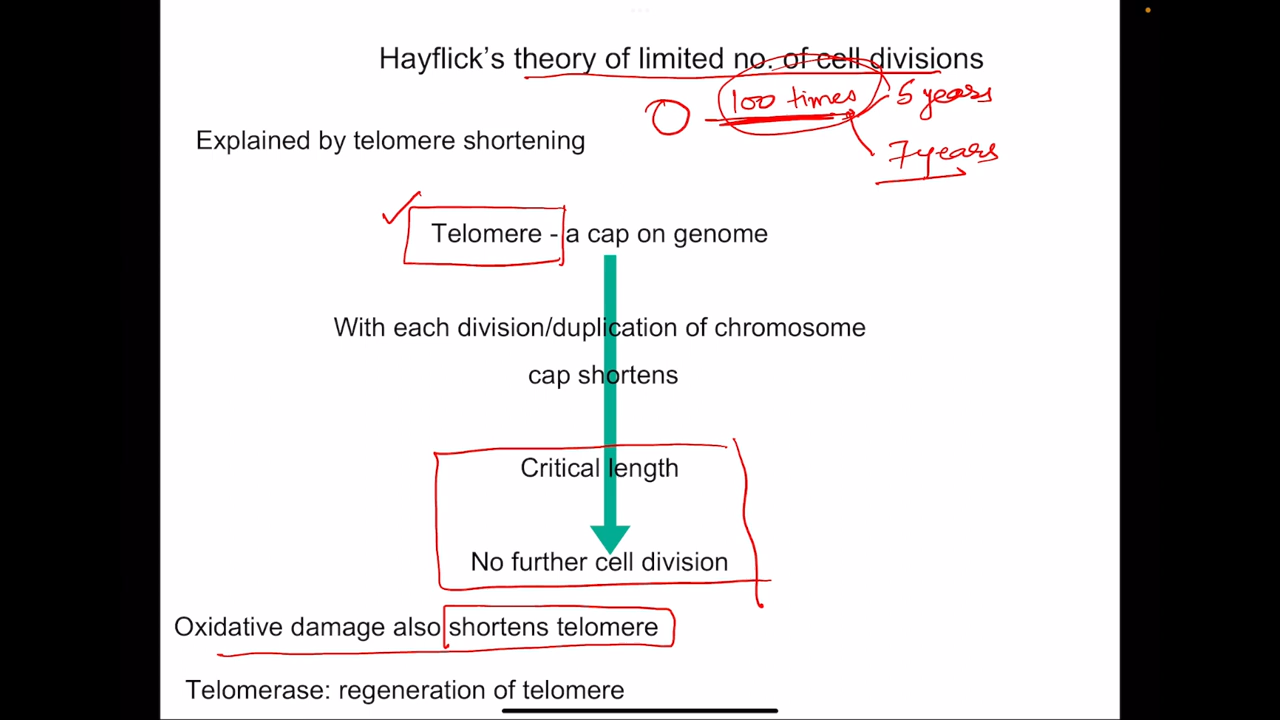 Hayflick's theory of limited no. of cell divisions
100 times 5 years
7 years
Explained by telomere shortening
Telomere - a cap on genome
With each division/duplication of chromosome
cap shortens
Critical length
No further cell division
Oxidative damage also shortens telomere
Telomerase: regeneration of telomere